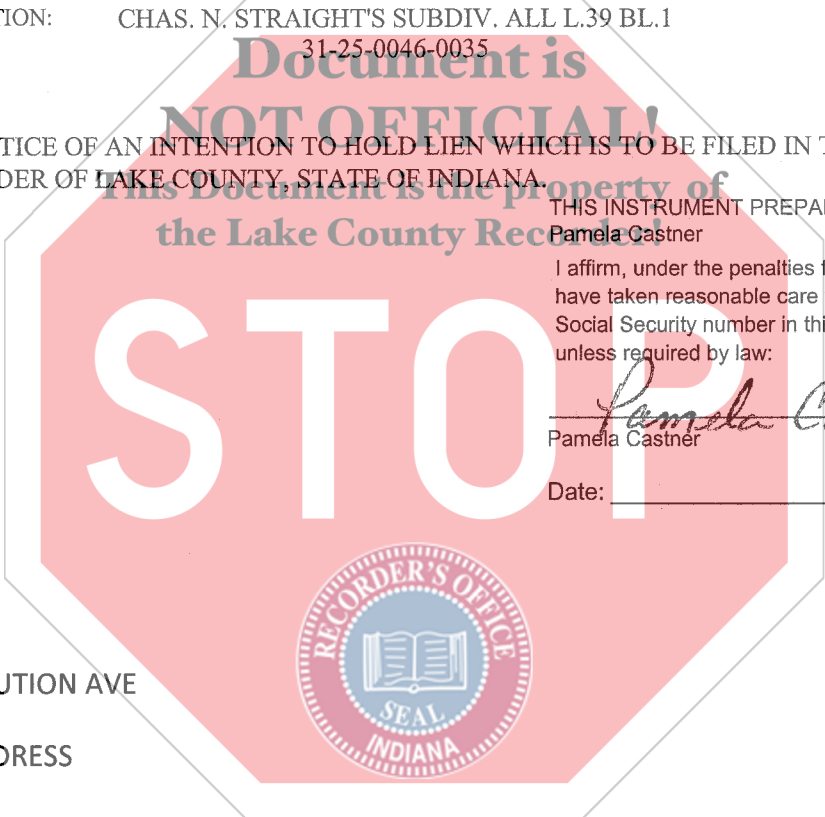 TION: CHAS. N. STRAIGHT'S SUBDIV. ALL L.39 BL.1
31-25-0046-0035
Document is
NOT OFFICIAL!
TICE OF AN INTENTION TO HOLD LIEN WHICH IS TO BE FILED IN T
DER OF LAKE COUNTY, STATE OF INDIANA.
This Document is the property of
the Lake County Recorder!
THIS INSTRUMENT PREPA
Pamela Castner
I affirm, under the penalties f
have taken reasonable care
Social Security number in thi
unless required by law:
Pamela C
Pamela Castner
Date:
STOP
RECORDER'S OFFICE
SEAL
INDIANA
UTION AVE
DRESS